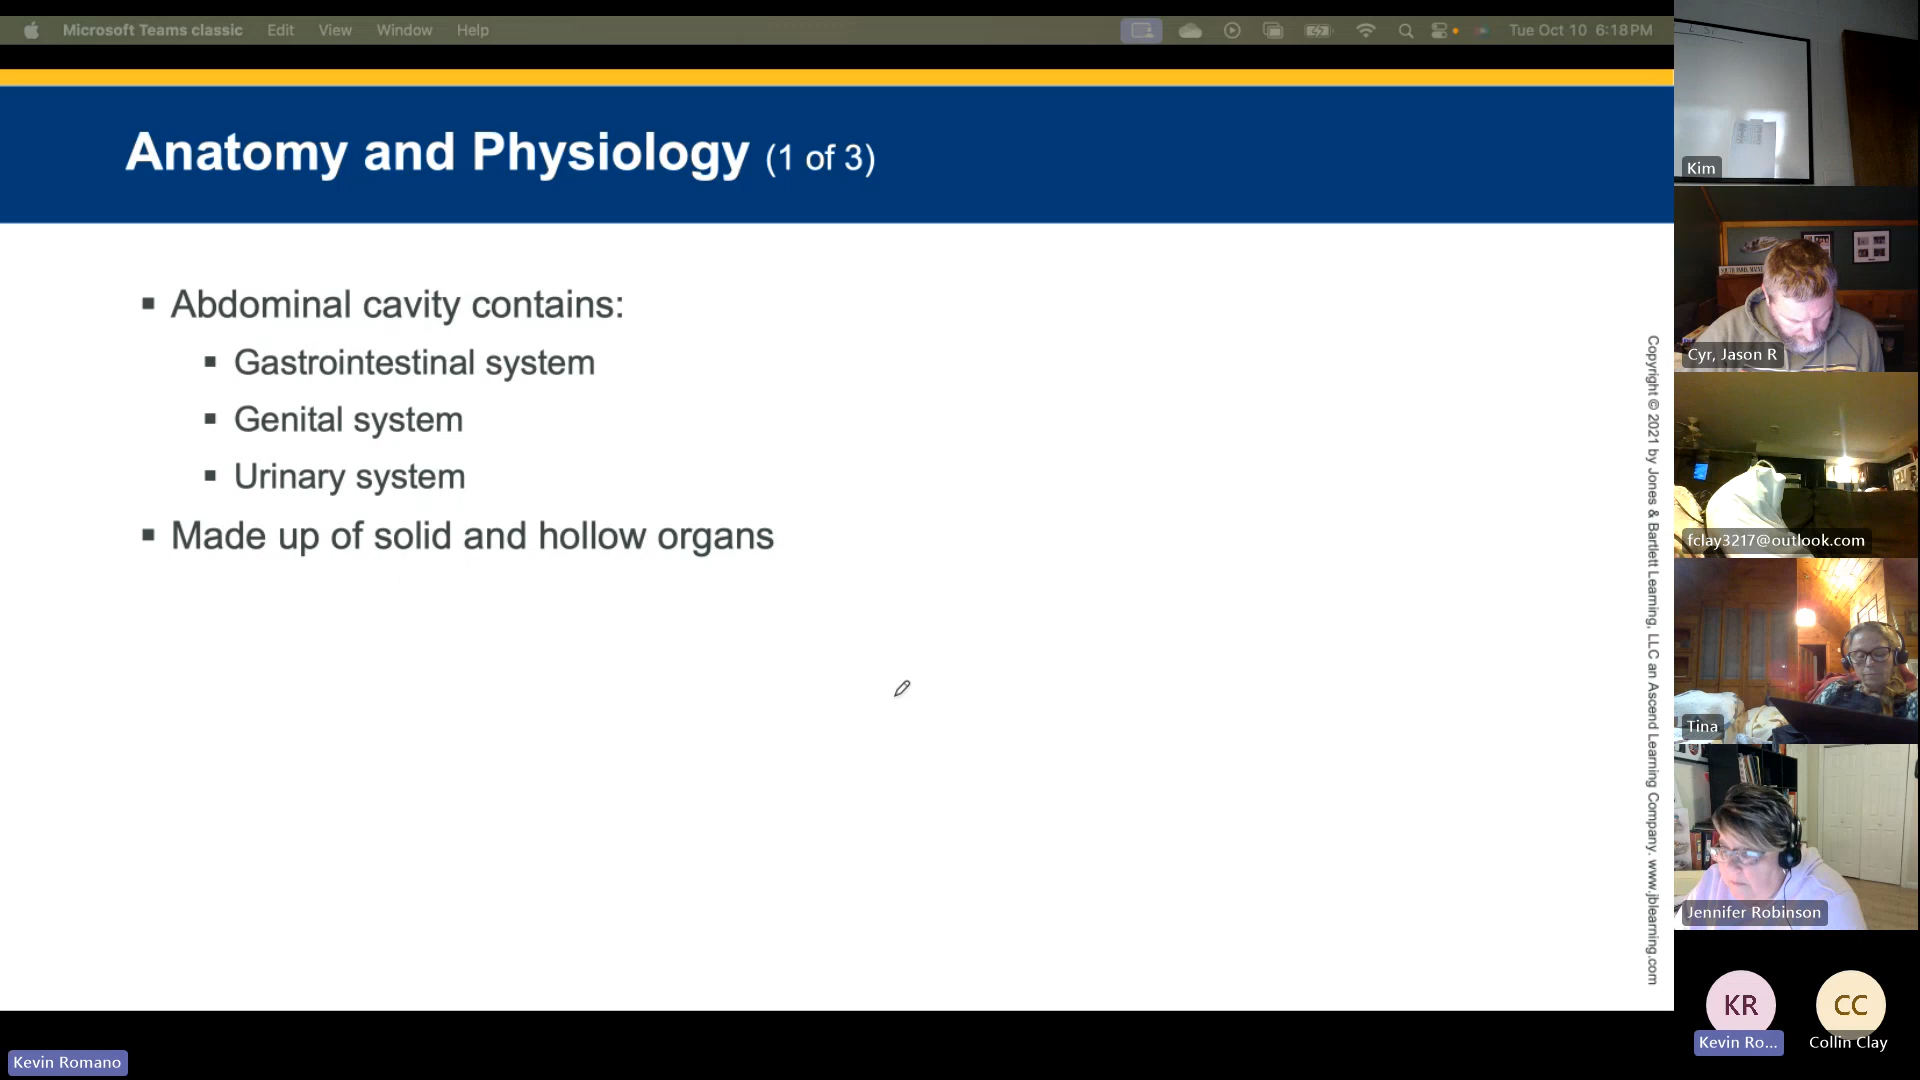 Microsoft Teams classic Edit View Window Help Tue Oct 10 6:18 PM
Anatomy and Physiology (1 of 3)
▪ Abdominal cavity contains:
▪ Gastrointestinal system
▪ Genital system
▪ Urinary system
▪ Made up of solid and hollow organs
Copyright © 2021 by Jones & Bartlett Learning, LLC an Ascend Learning Company. www.jblearning.com
Kim
Cyr, Jason R
fclay3217@outlook.com
Tina
Jennifer Robinson
KR
Kevin Ro...
CC
Collin Clay
Kevin Romano